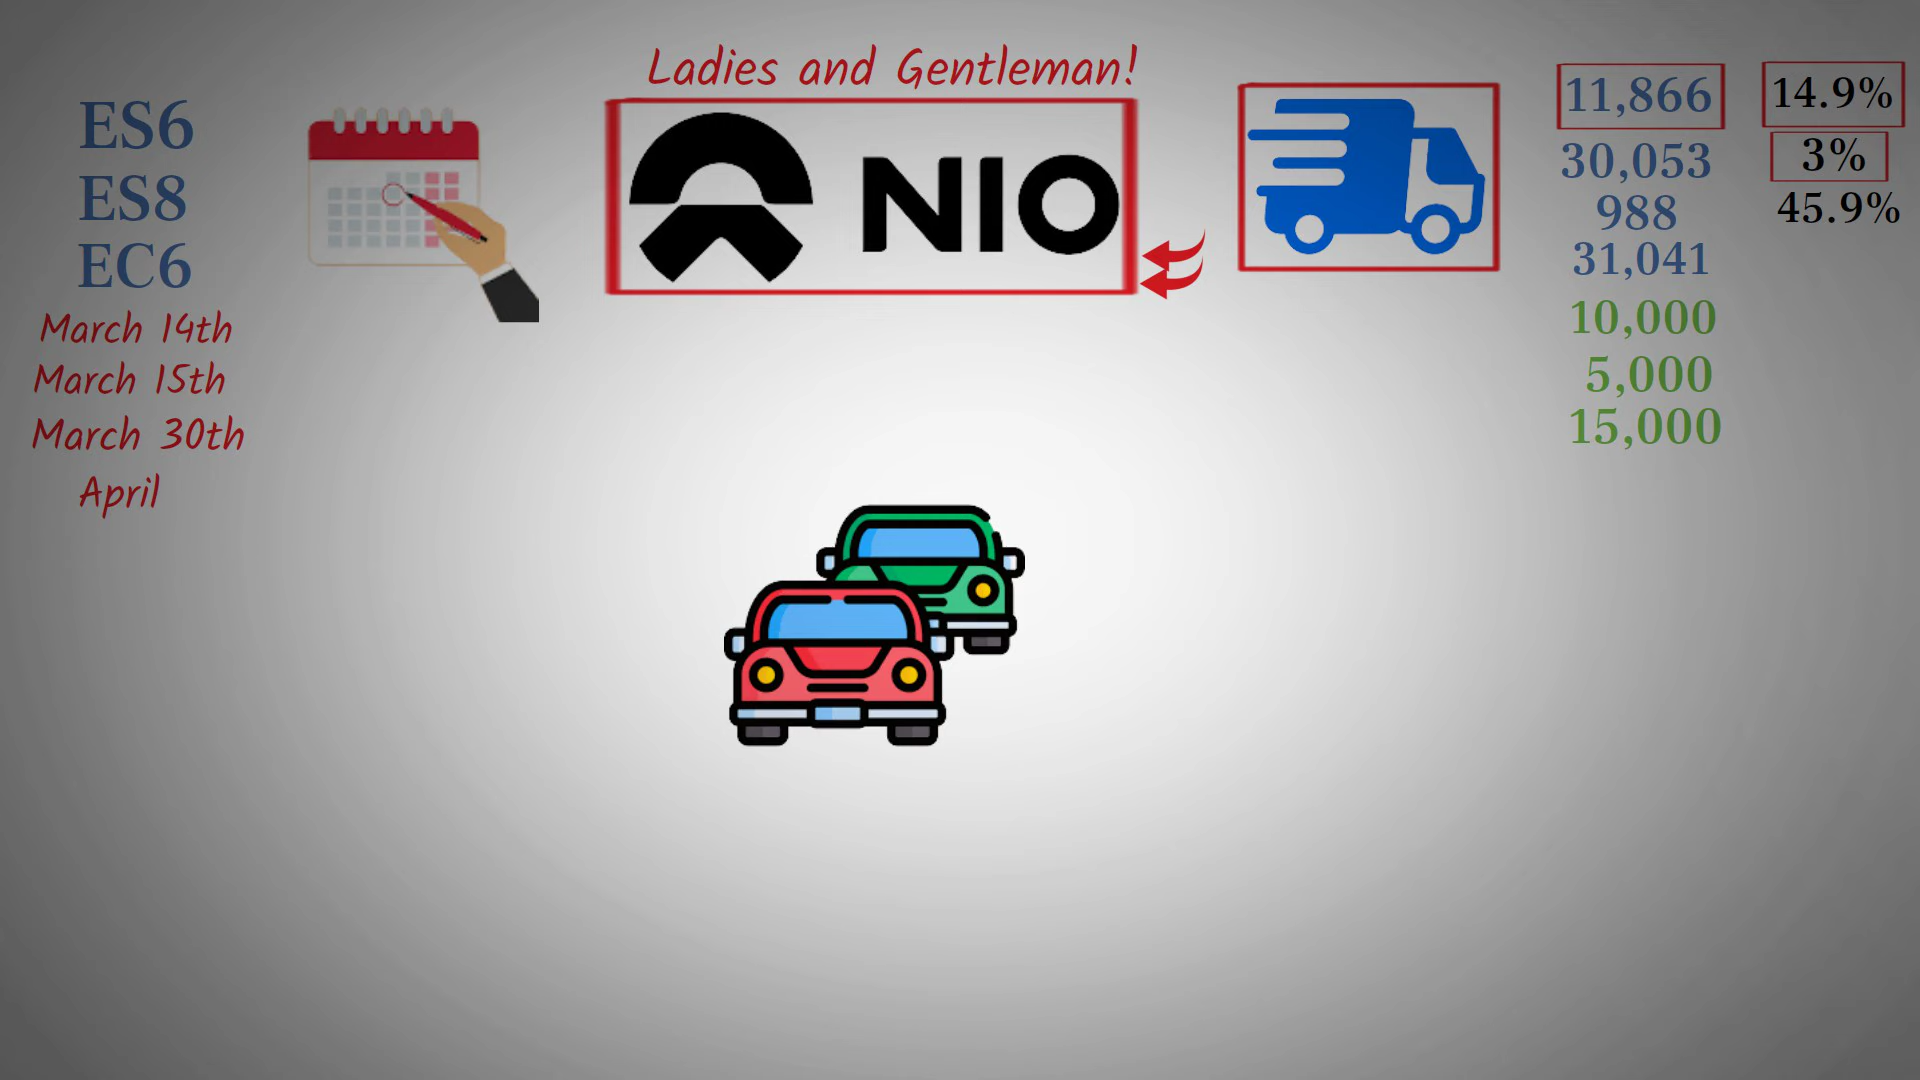 Ladies and Gentleman!
NIO
ES6
ES8
EC6
March 14th
March 15th
March 30th
April
11,866
30,053
988
31,041
10,000
5,000
15,000
14.9%
3%
45.9%